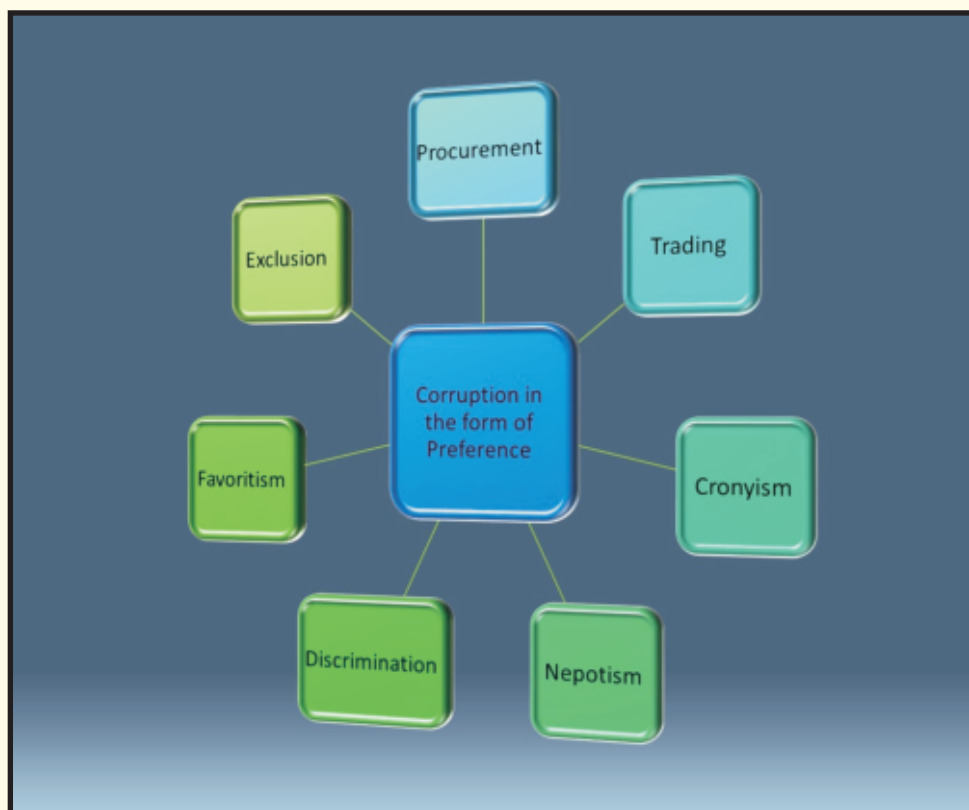 Procurement
Trading
Exclusion
Corruption in
the form of
Preference
Favoritism
Cronyism
Discrimination
Nepotism